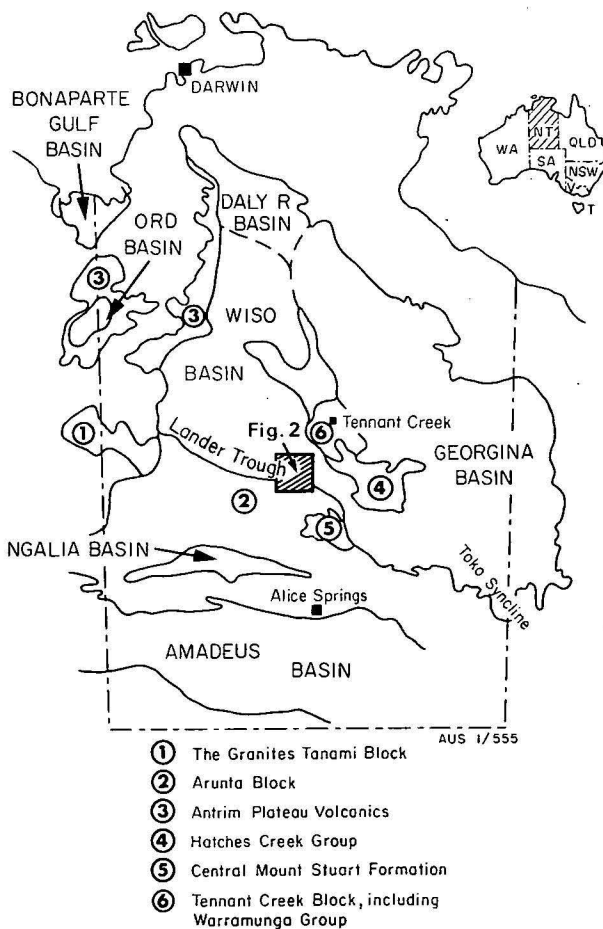 DARWIN
BONAPARTE
GULF
BASIN
WA
NT
QLD
SA
NSW
V
T
DALY R
BASIN
ORD
BASIN
3
3
WISO
BASIN
1
Lander Trough
Fig. 2
6
Tennant Creek
GEORGINA
BASIN
4
2
5
NGALIA BASIN
Toko Syncline
Alice Springs
AMADEUS
BASIN
AUS 1/555
1 The Granites Tanami Block
2 Arunta Block
3 Antrim Plateau Volcanics
4 Hatches Creek Group
5 Central Mount Stuart Formation
6 Tennant Creek Block, including
Warramunga Group